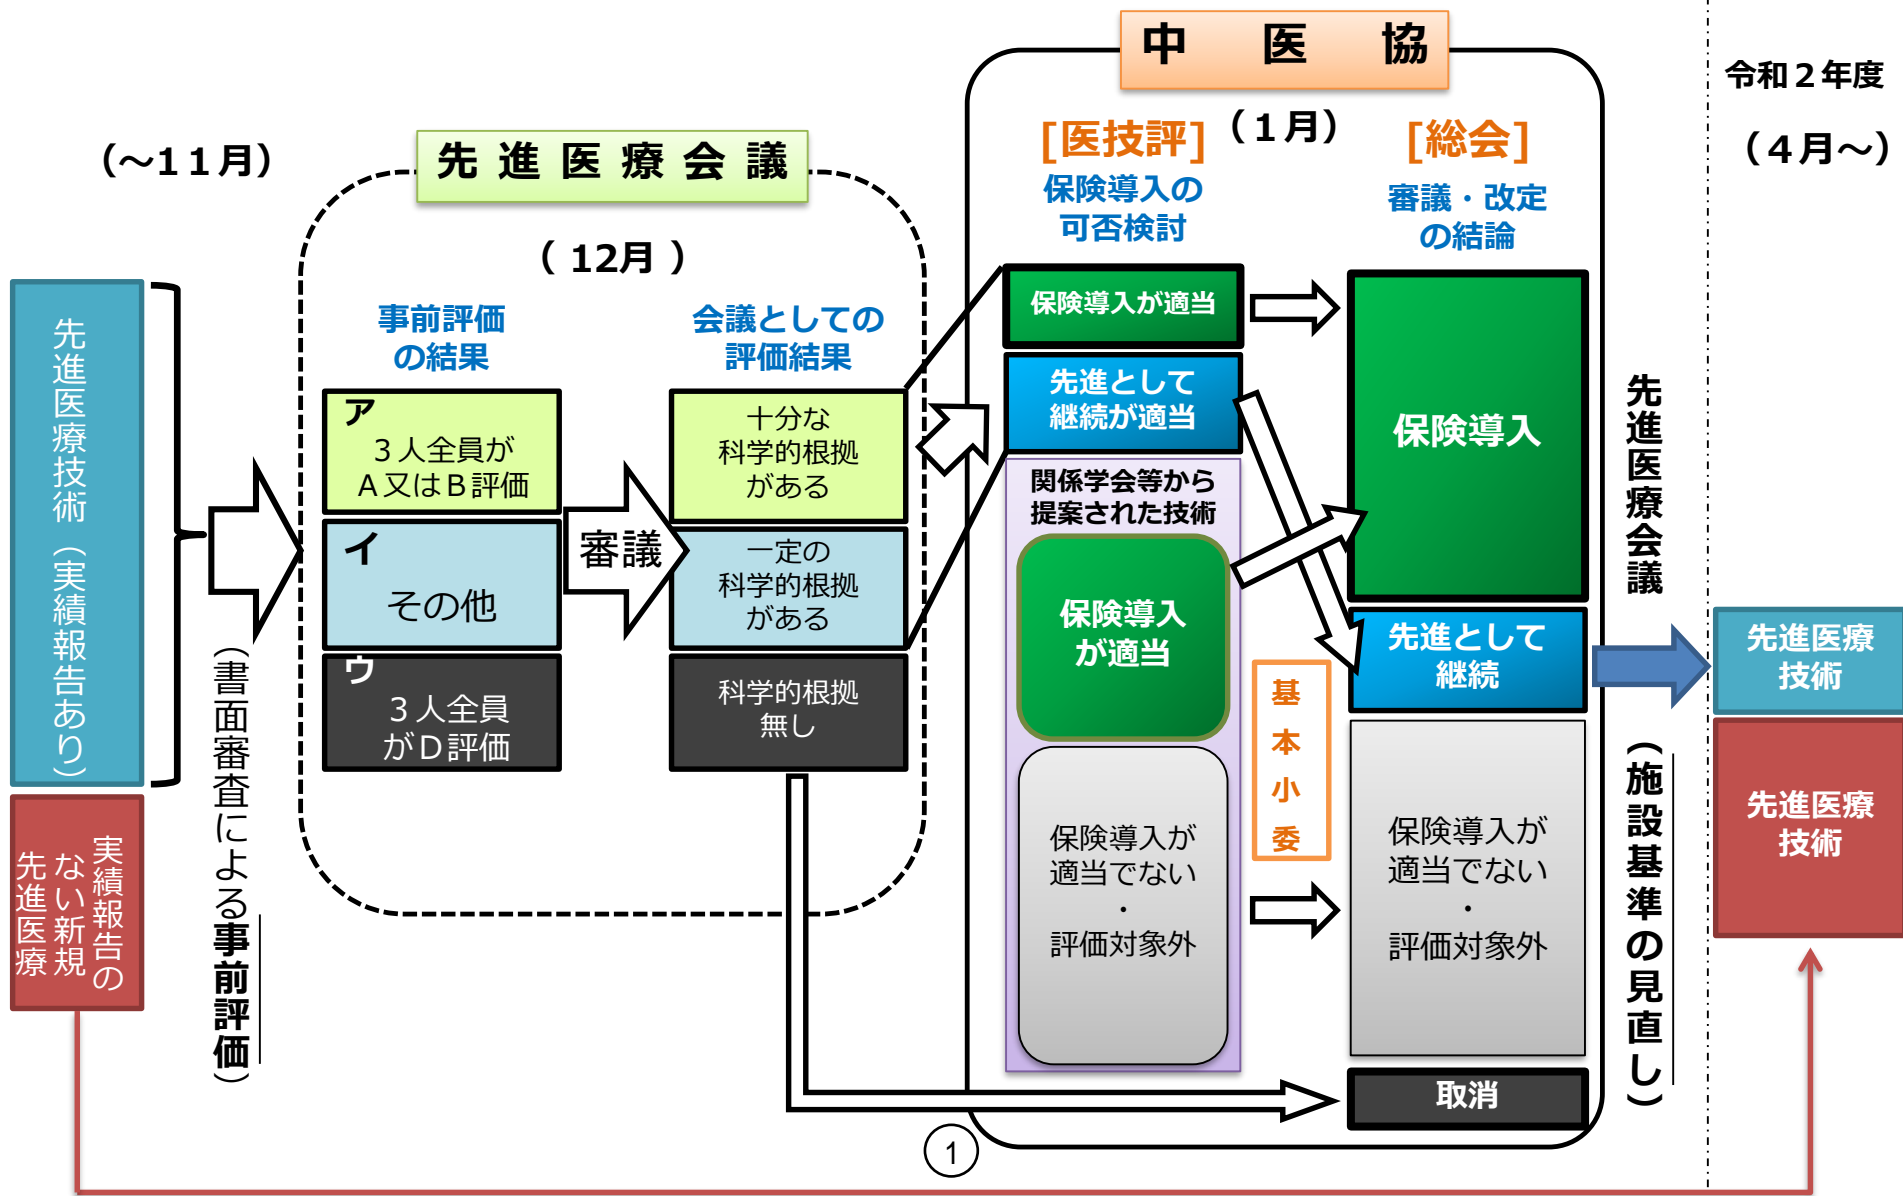 中医協
令和２年度
（４月～）
（～１１月）
先進医療会議
（ 12月 ）
（１月）
[医技評]
保険導入の
可否検討
[総会]
審議・改定
の結論
先進医療技術（実績報告あり）
実績報告の
ない新規
先進医療
（書面審査による事前評価）
事前評価
の結果
会議としての
評価結果
ア
３人全員が
Ａ又はＢ評価
イ
その他
ウ
３人全員
がＤ評価
審議
十分な
科学的根拠
がある
一定の
科学的根拠
がある
科学的根拠
無し
保険導入が適当
先進として
継続が適当
関係学会等から
提案された技術
保険導入
が適当
保険導入が
適当でない
・
評価対象外
基本小委
保険導入
先進として
継続
保険導入が
適当でない
・
評価対象外
取消
先進医療会議
（施設基準の見直し）
先進医療
技術
先進医療
技術
1